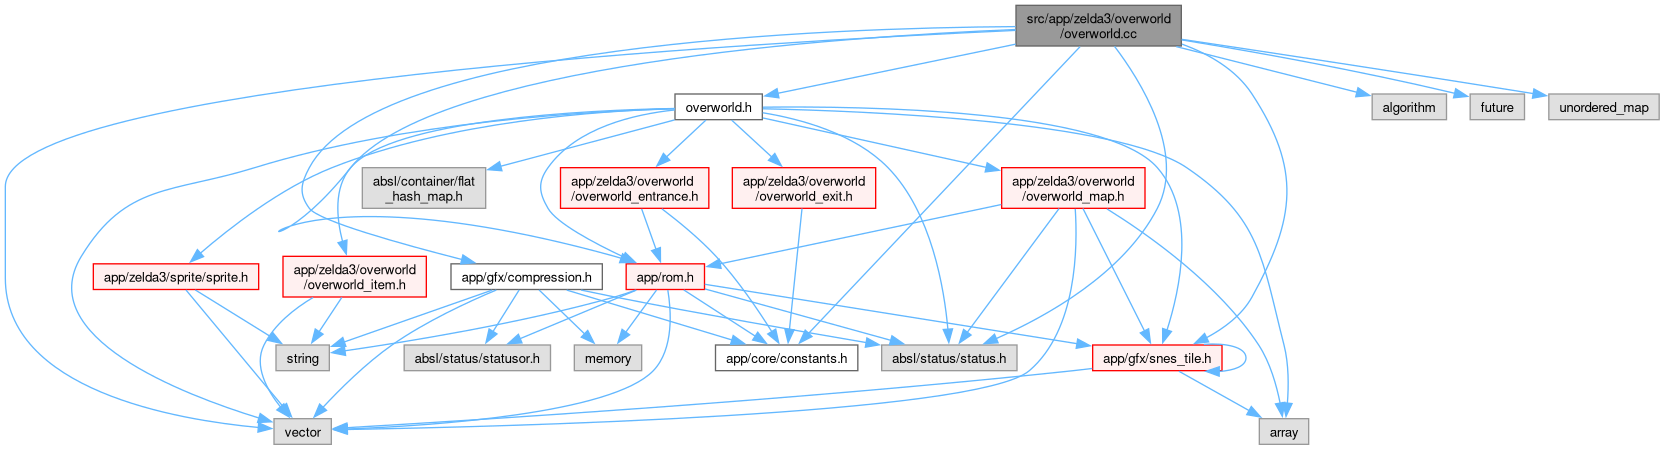 src/app/zelda3/overworld
/overworld.cc
overworld.h
algorithm
future
unordered_map
absl/container/flat
_hash_map.h
app/zelda3/overworld
/overworld_entrance.h
app/zelda3/overworld
/overworld_exit.h
app/zelda3/overworld
/overworld_map.h
app/zelda3/sprite/sprite.h
app/zelda3/overworld
/overworld_item.h
app/gfx/compression.h
app/rom.h
string
absl/status/statusor.h
memory
app/core/constants.h
absl/status/status.h
app/gfx/snes_tile.h
vector
array